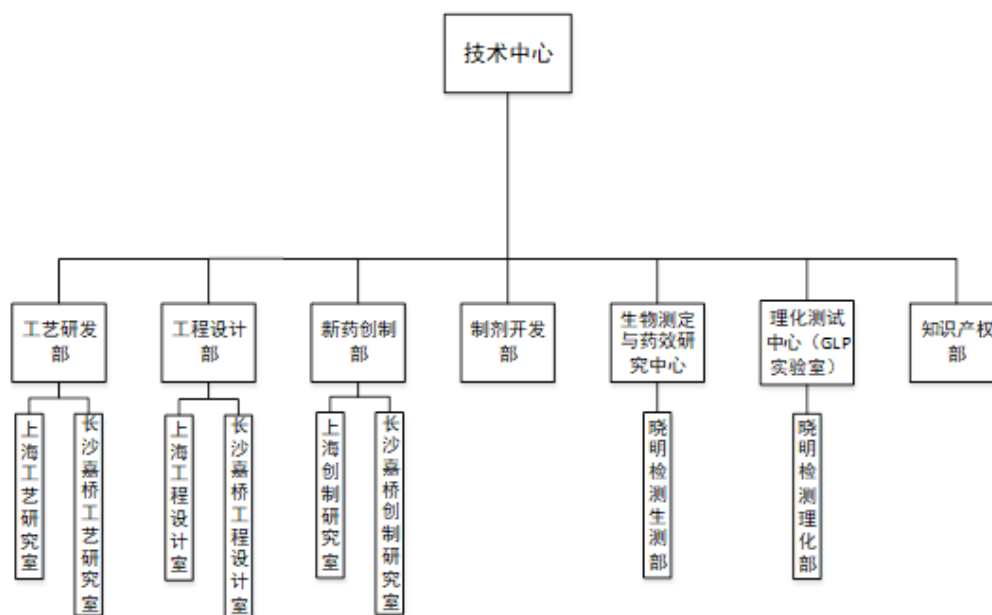 技术中心
工艺研发
部
工程设计
部
新药创制
部
制剂开发
部
生物测定
与药效研
究中心
理化测试
中心（GLP
实验室）
知识产权
部
上海工艺研究室
长沙嘉桥工艺研究室
上海工程设计室
长沙嘉桥工程设计室
上海创制研究室
长沙嘉桥创制研究室
晓明检测生测部
晓明检测理化部